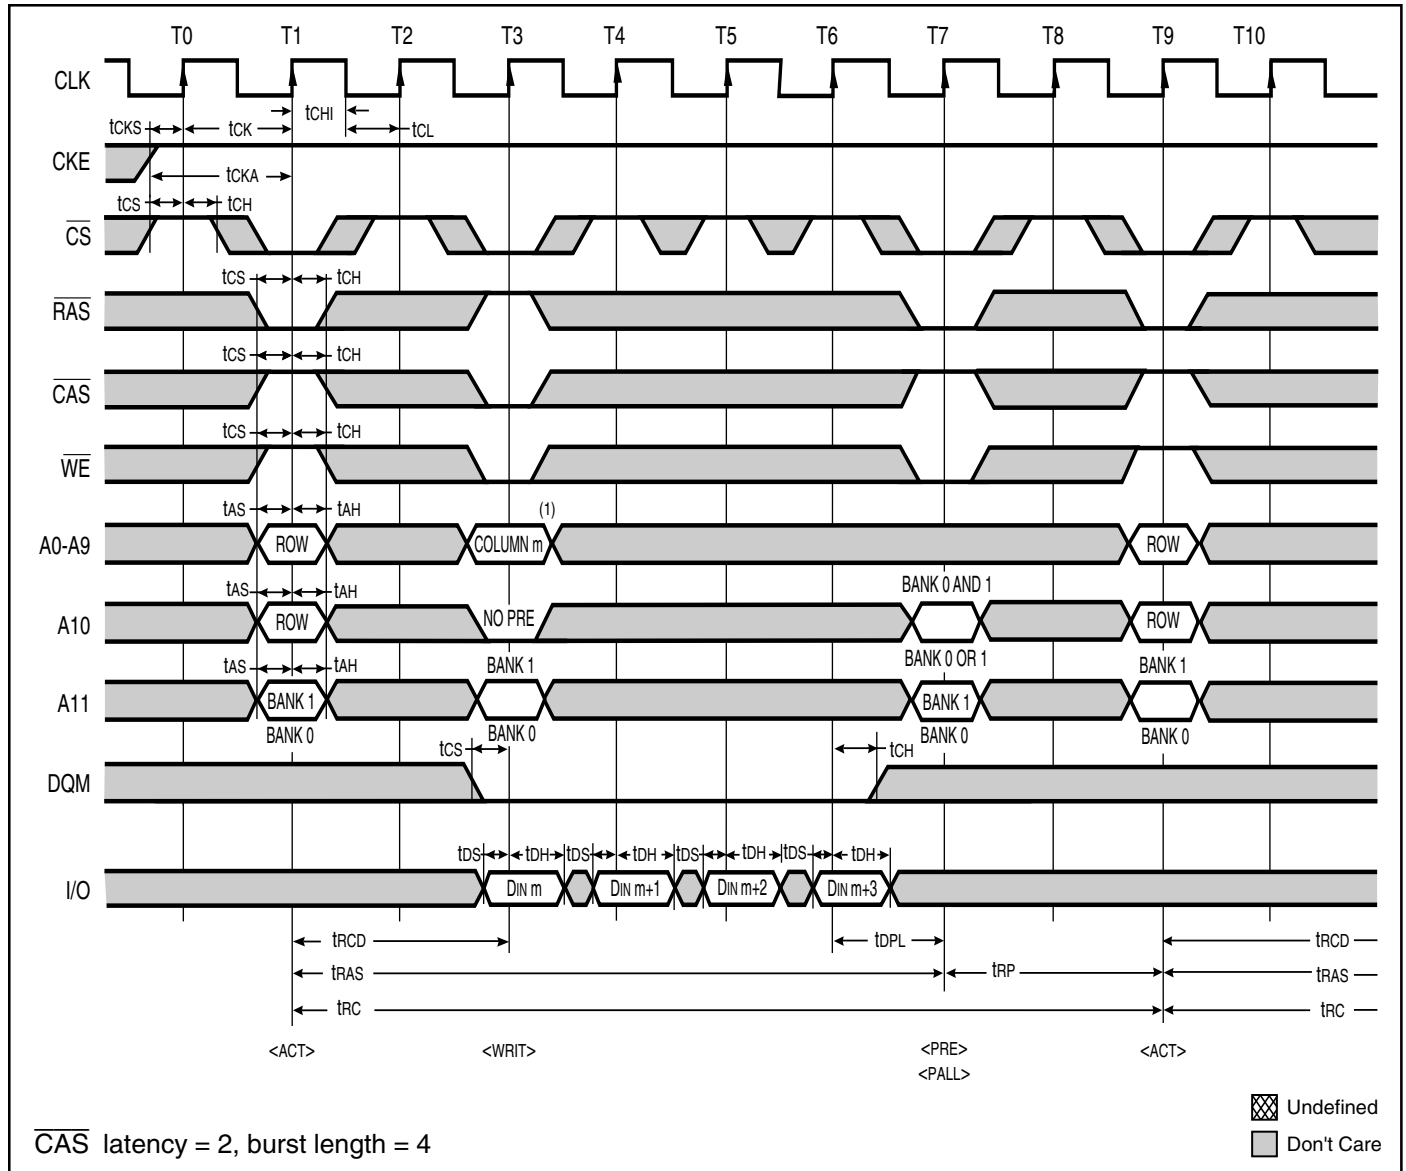 T0 T1 T2 T3 T4 T5 T6 T7 T8 T9 T10
CLK
tCHI
tCKS tCK tCL
CKE
tCKA
tCS tCH
CS
tCS tCH
RAS
tCS tCH
CAS
tCS tCH
WE
tAS tAH (1)
A0-A9 ROW COLUMN m ROW
tAS tAH BANK 0 AND 1
A10 ROW NO PRE ROW
tAS tAH BANK 1 BANK 0 OR 1 BANK 1
A11 BANK 1 BANK 1
BANK 0 BANK 0 BANK 0 BANK 0
tCS tCH
DQM
tDS tDH tDS tDH tDS tDH tDS tDH
I/O DIN m DIN m+1 DIN m+2 DIN m+3
tRCD tDPL tRCD
tRAS tRP tRAS
tRC tRC
<ACT> <WRIT> <PRE> <ACT>
<PALL>
Undefined
CAS latency = 2, burst length = 4
Don't Care